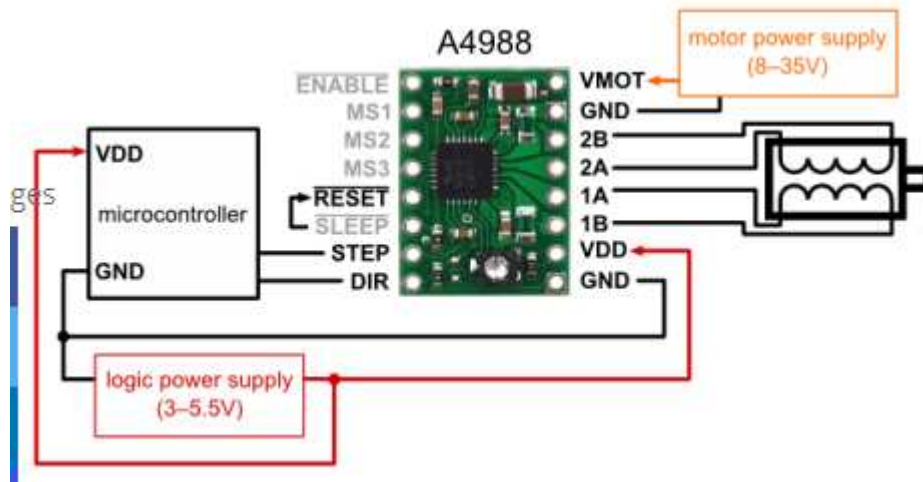 A4988
motor power supply
(8–35V)
ENABLE
MS1
MS2
MS3
RESET
SLEEP
STEP
DIR
VMOT
GND
2B
2A
1A
1B
VDD
GND
VDD
microcontroller
GND
ges
logic power supply
(3–5.5V)